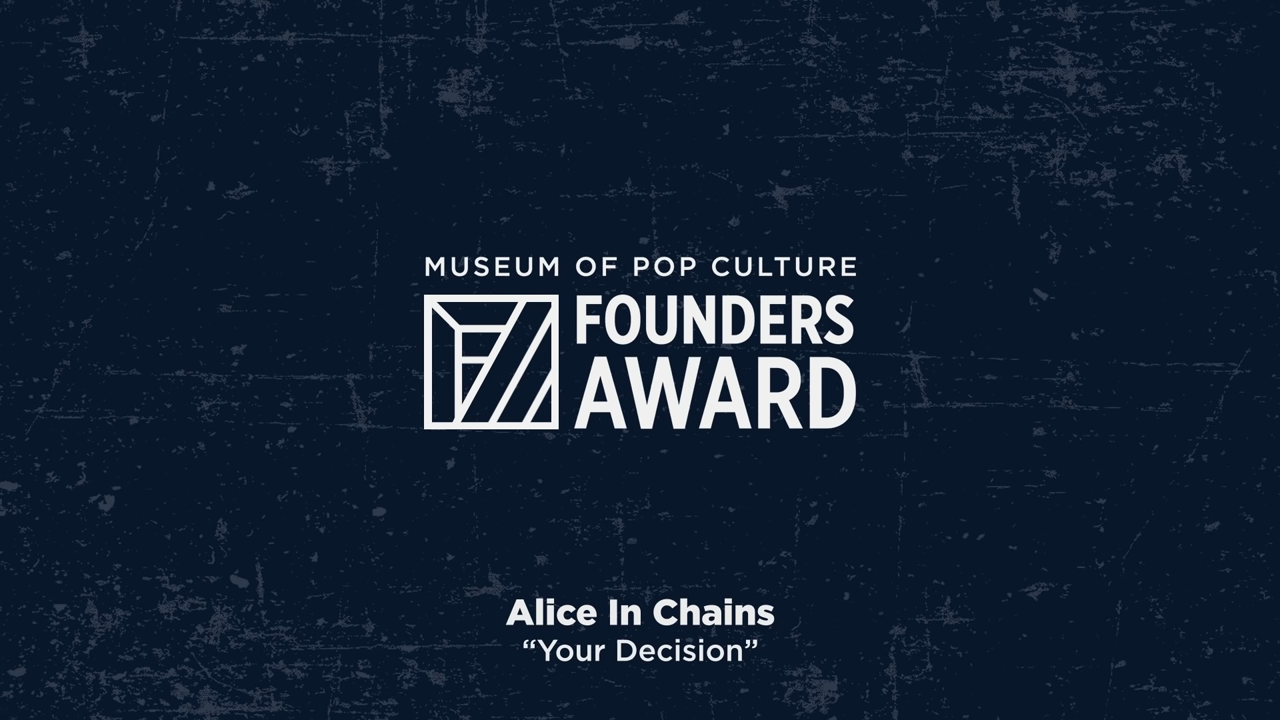 MUSEUM OF POP CULTURE
FOUNDERS
AWARD
Alice In Chains
“Your Decision”